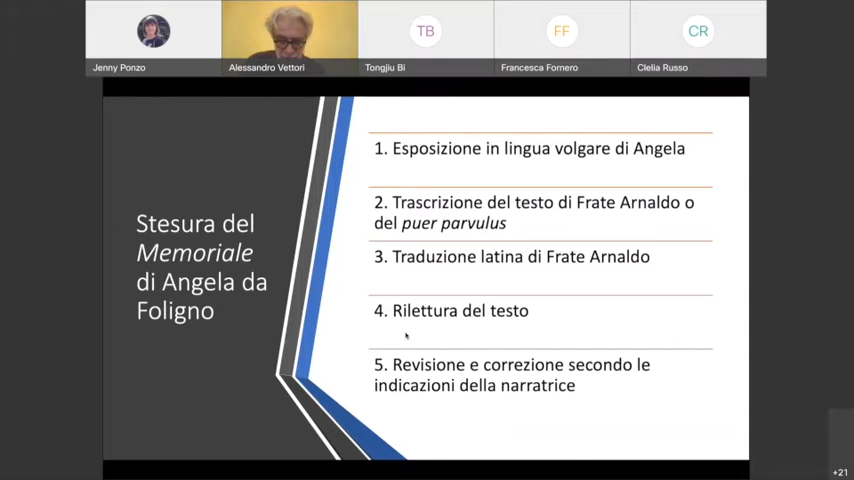 TB
FF
CR
Jenny Ponzo
Alessandro Vettori
Tongjiu Bi
Francesca Fornero
Clelia Russo
Stesura del
Memoriale
di Angela da
Foligno
1. Esposizione in lingua volgare di Angela
2. Trascrizione del testo di Frate Arnaldo o
del puer parvulus
3. Traduzione latina di Frate Arnaldo
4. Rilettura del testo
5. Revisione e correzione secondo le
indicazioni della narratrice
+21